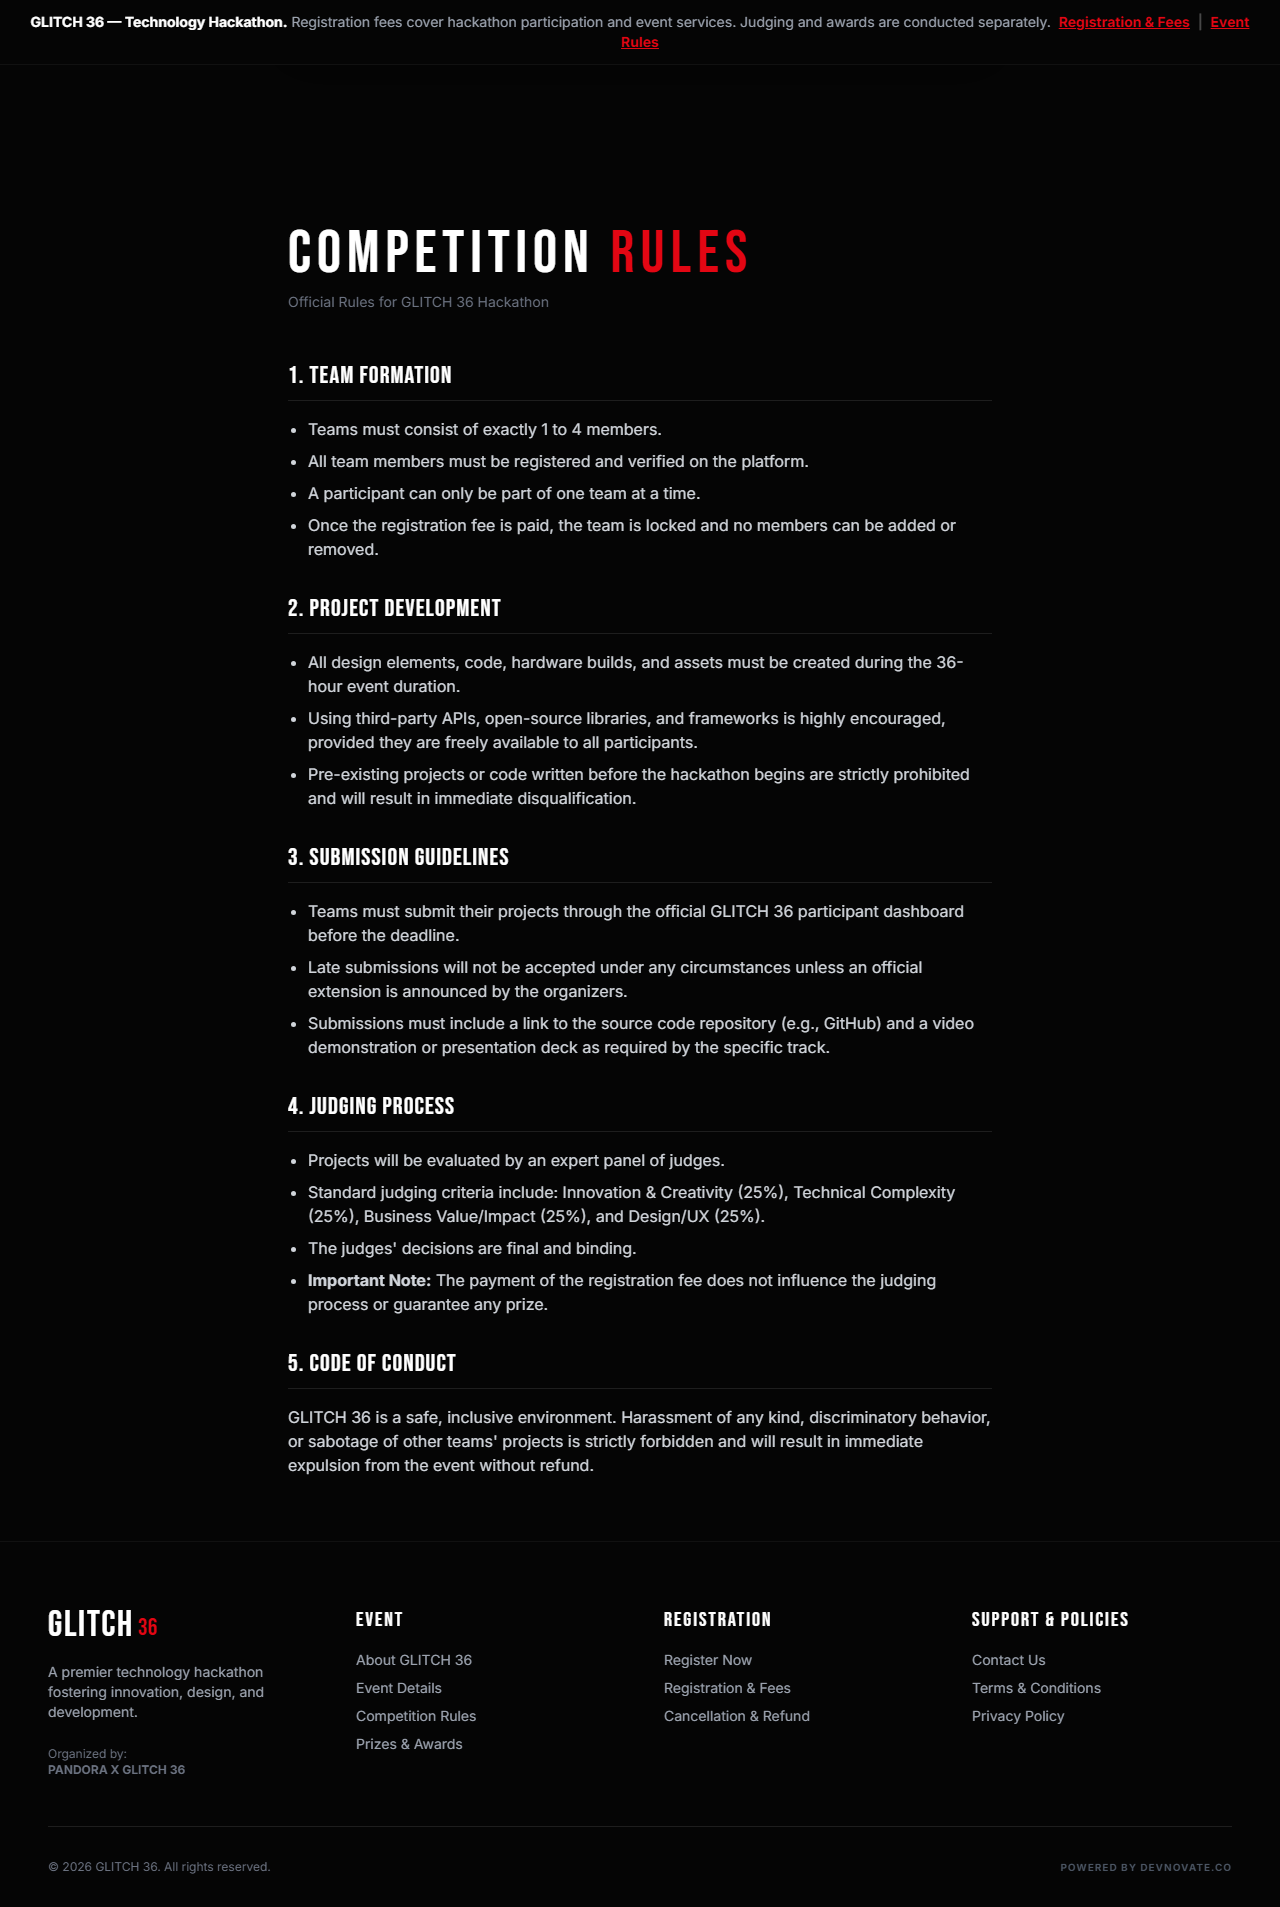 GLITCH 36 — Technology Hackathon. Registration fees cover hackathon participation and event services. Judging and awards are conducted separately. Registration & Fees | Event
Rules
COMPETITION RULES
Official Rules for GLITCH 36 Hackathon
1. TEAM FORMATION
• Teams must consist of exactly 1 to 4 members.
• All team members must be registered and verified on the platform.
• A participant can only be part of one team at a time.
• Once the registration fee is paid, the team is locked and no members can be added or
removed.
2. PROJECT DEVELOPMENT
• All design elements, code, hardware builds, and assets must be created during the 36-
hour event duration.
• Using third-party APIs, open-source libraries, and frameworks is highly encouraged,
provided they are freely available to all participants.
• Pre-existing projects or code written before the hackathon begins are strictly prohibited
and will result in immediate disqualification.
3. SUBMISSION GUIDELINES
• Teams must submit their projects through the official GLITCH 36 participant dashboard
before the deadline.
• Late submissions will not be accepted under any circumstances unless an official
extension is announced by the organizers.
• Submissions must include a link to the source code repository (e.g., GitHub) and a video
demonstration or presentation deck as required by the specific track.
4. JUDGING PROCESS
• Projects will be evaluated by an expert panel of judges.
• Standard judging criteria include: Innovation & Creativity (25%), Technical Complexity
(25%), Business Value/Impact (25%), and Design/UX (25%).
• The judges' decisions are final and binding.
• Important Note: The payment of the registration fee does not influence the judging
process or guarantee any prize.
5. CODE OF CONDUCT
GLITCH 36 is a safe, inclusive environment. Harassment of any kind, discriminatory behavior,
or sabotage of other teams' projects is strictly forbidden and will result in immediate
expulsion from the event without refund.
GLITCH 36
A premier technology hackathon
fostering innovation, design, and
development.
Organized by:
PANDORA X GLITCH 36
EVENT
About GLITCH 36
Event Details
Competition Rules
Prizes & Awards
REGISTRATION
Register Now
Registration & Fees
Cancellation & Refund
SUPPORT & POLICIES
Contact Us
Terms & Conditions
Privacy Policy
© 2026 GLITCH 36. All rights reserved.
POWERED BY DEVNOVATE.CO